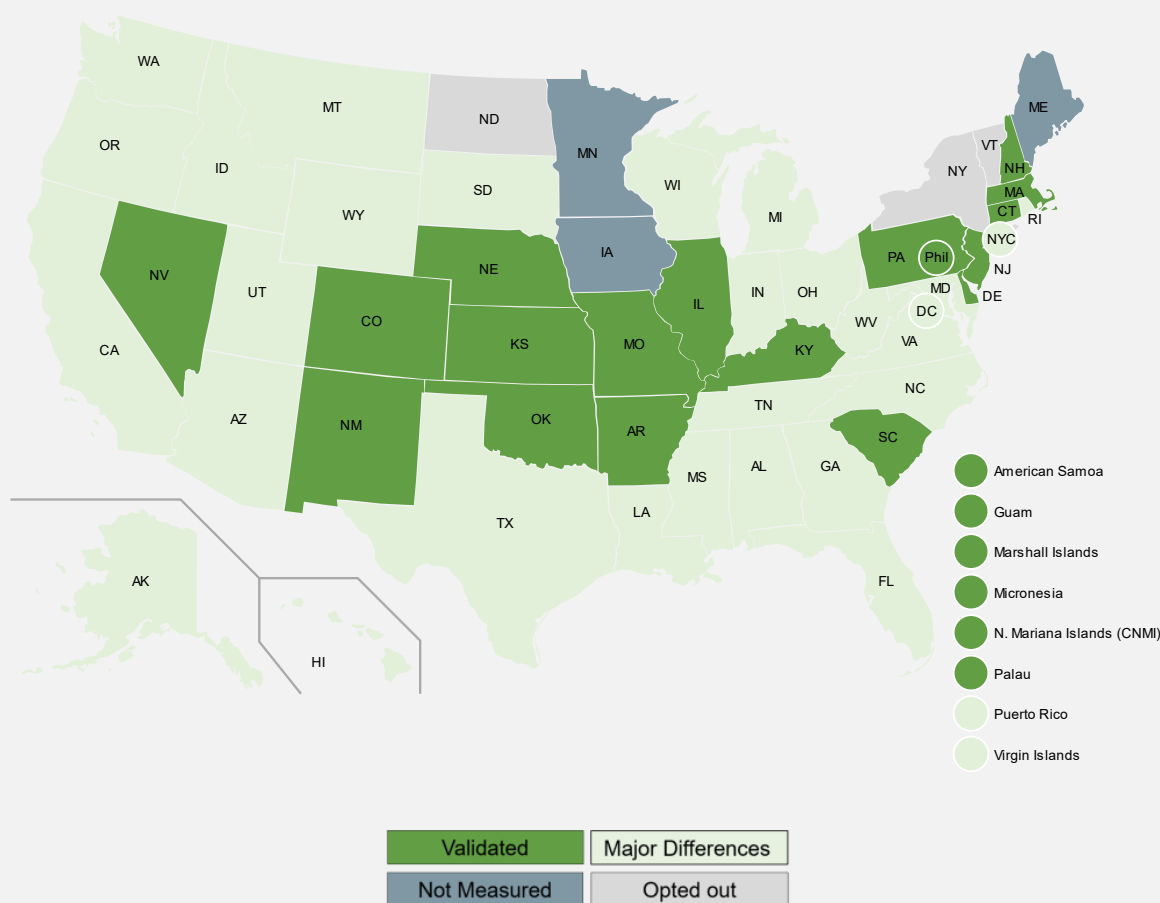 WA
MT
ND
ME
OR
MN
VT
ID
NY
NH
SD
WI
MA
WY
MI
CT
RI
NYC
IA
PA
Phil
NV
NE
NJ
UT
IN
OH
MD
DE
IL
DC
CO
WV
KS
MO
KY
VA
CA
NC
TN
AZ
NM
OK
AR
SC
MS
AL
GA
American Samoa
LA
Guam
TX
Marshall Islands
AK
FL
Micronesia
N. Mariana Islands (CNMI)
HI
Palau
Puerto Rico
Virgin Islands
Validated
Major Differences
Not Measured
Opted out